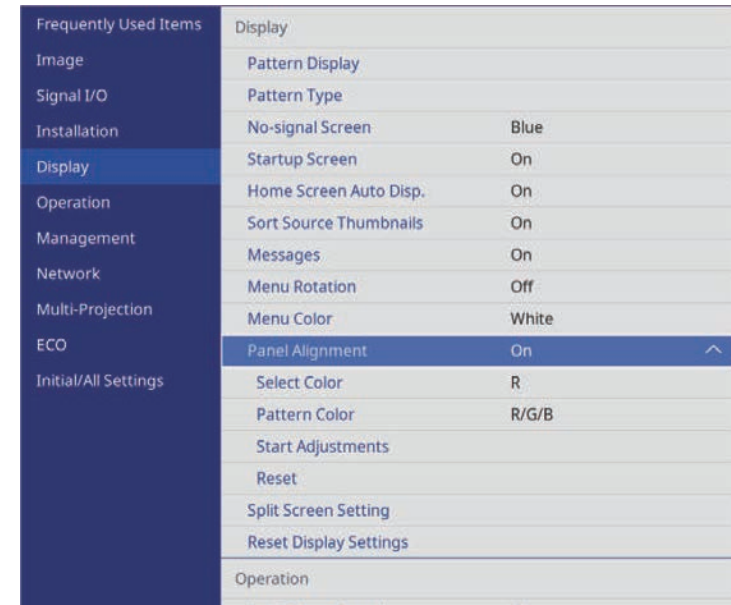 Frequently Used Items
Image
Signal I/O
Installation
Display
Operation
Management
Network
Multi-Projection
ECO
Initial/All Settings
Display
Pattern Display
Pattern Type
No-signal Screen Blue
Startup Screen On
Home Screen Auto Disp. On
Sort Source Thumbnails On
Messages On
Menu Rotation Off
Menu Color White
Panel Alignment On
Select Color R
Pattern Color R/G/B
Start Adjustments
Reset
Split Screen Setting
Reset Display Settings
Operation